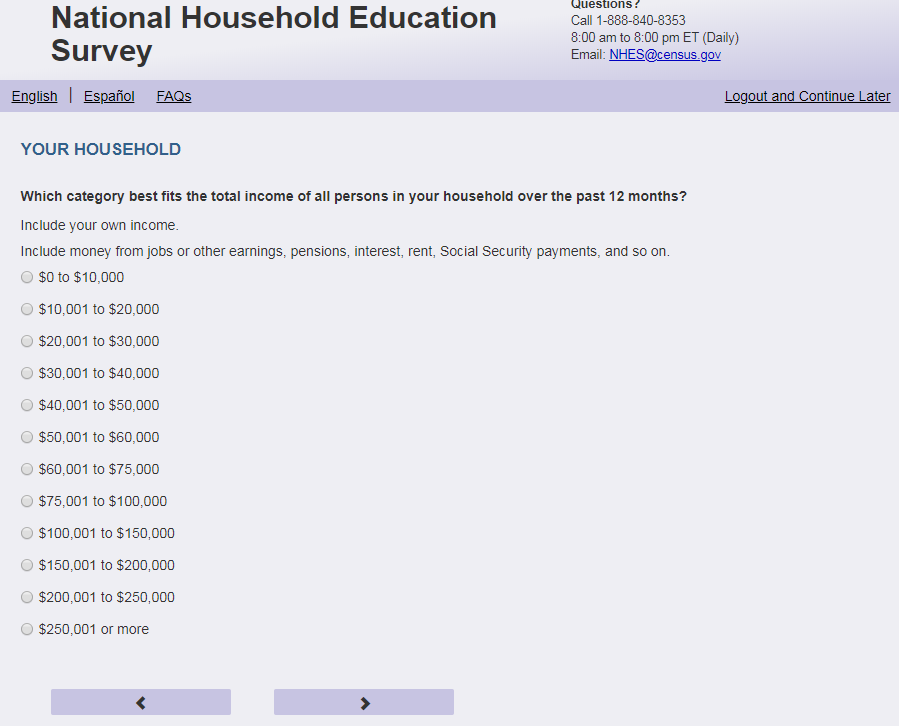 National Household Education
Survey
Questions?
Call 1-888-840-8353
8:00 am to 8:00 pm ET (Daily)
Email: NHES@census.gov
English | Español FAQs
Logout and Continue Later
YOUR HOUSEHOLD
Which category best fits the total income of all persons in your household over the past 12 months?
Include your own income.
Include money from jobs or other earnings, pensions, interest, rent, Social Security payments, and so on.
$0 to $10,000
$10,001 to $20,000
$20,001 to $30,000
$30,001 to $40,000
$40,001 to $50,000
$50,001 to $60,000
$60,001 to $75,000
$75,001 to $100,000
$100,001 to $150,000
$150,001 to $200,000
$200,001 to $250,000
$250,001 or more